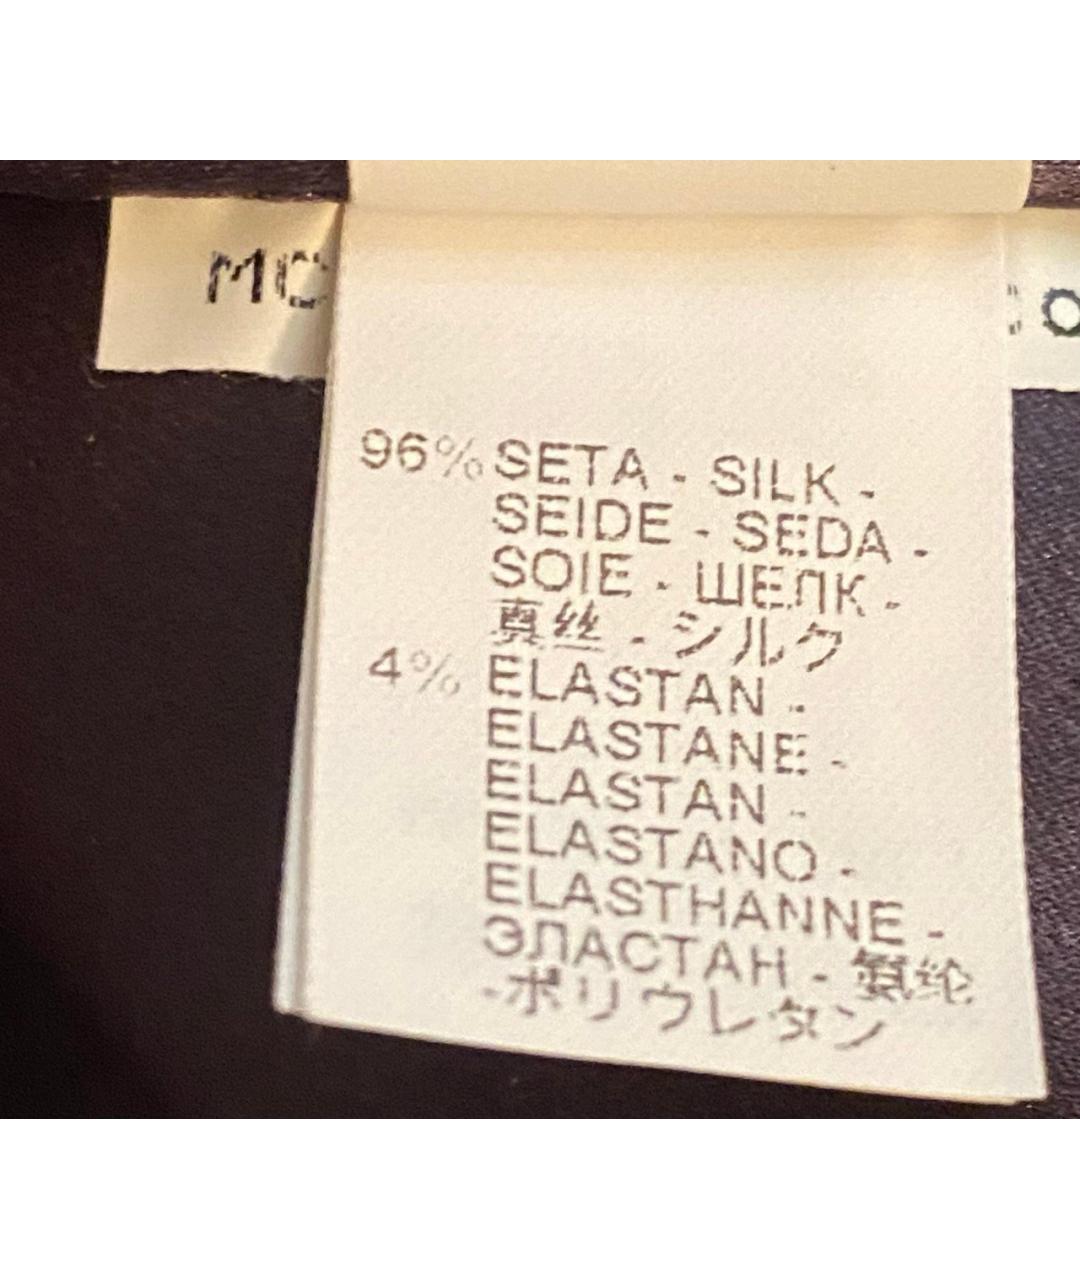 MC
96% SETA - SILK -
SEIDE - SEDA -
SOIE - ШЕЛК -
真丝 - シルク
4% ELASTAN -
ELASTANE -
ELASTAN -
ELASTANO -
ELASTHANNE -
ЭЛАСТАН - 氨纶
-ポリウレタン